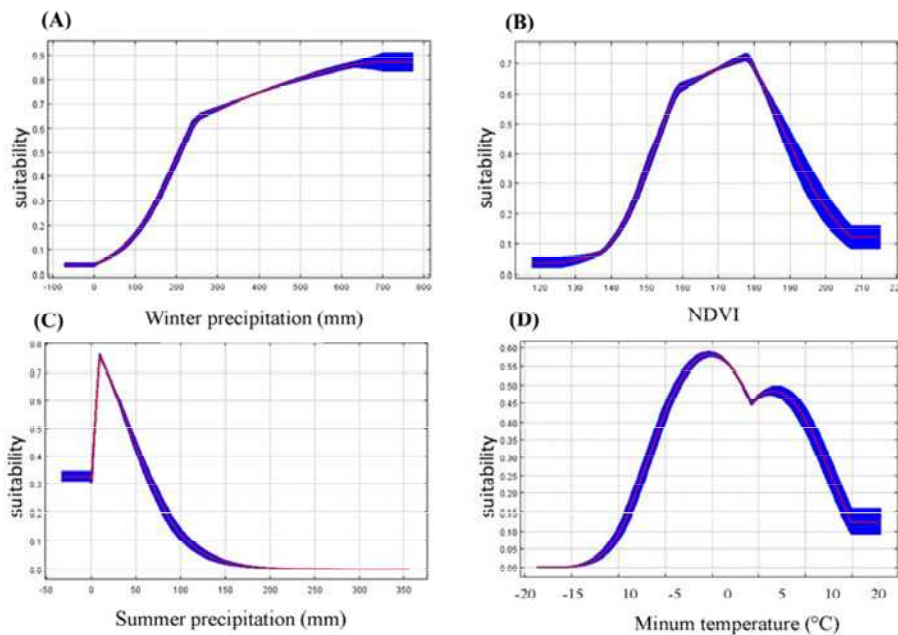 (A)
(B)
suitability
0.9
0.8
0.7
0.6
0.5
0.4
0.3
0.2
0.1
0.0
-100 0 100 200 300 400 500 600 700 800
Winter precipitation (mm)
suitability
0.7
0.6
0.5
0.4
0.3
0.2
0.1
0.0
120 130 140 150 160 170 180 190 200 210 220
NDVI
(C)
(D)
suitability
0.8
0.7
0.6
0.5
0.4
0.3
0.2
0.1
0.0
-50 0 50 100 150 200 250 300 350
Summer precipitation (mm)
suitability
0.60
0.55
0.50
0.45
0.40
0.35
0.30
0.25
0.20
0.15
0.10
0.05
0.00
-20 -15 -10 -5 0 5 10 15 20
Minum temperature (°C)